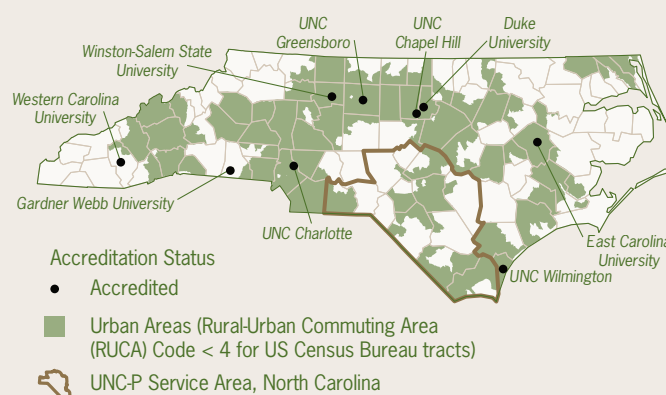 UNC
Greensboro
UNC
Chapel Hill
Duke
University
Winston-Salem State
University
Western Carolina
University
Gardner Webb University
UNC Charlotte
East Carolina
University
UNC Wilmington
Accreditation Status
Accredited
Urban Areas (Rural-Urban Commuting Area
(RUCA) Code < 4 for US Census Bureau tracts)
UNC-P Service Area, North Carolina